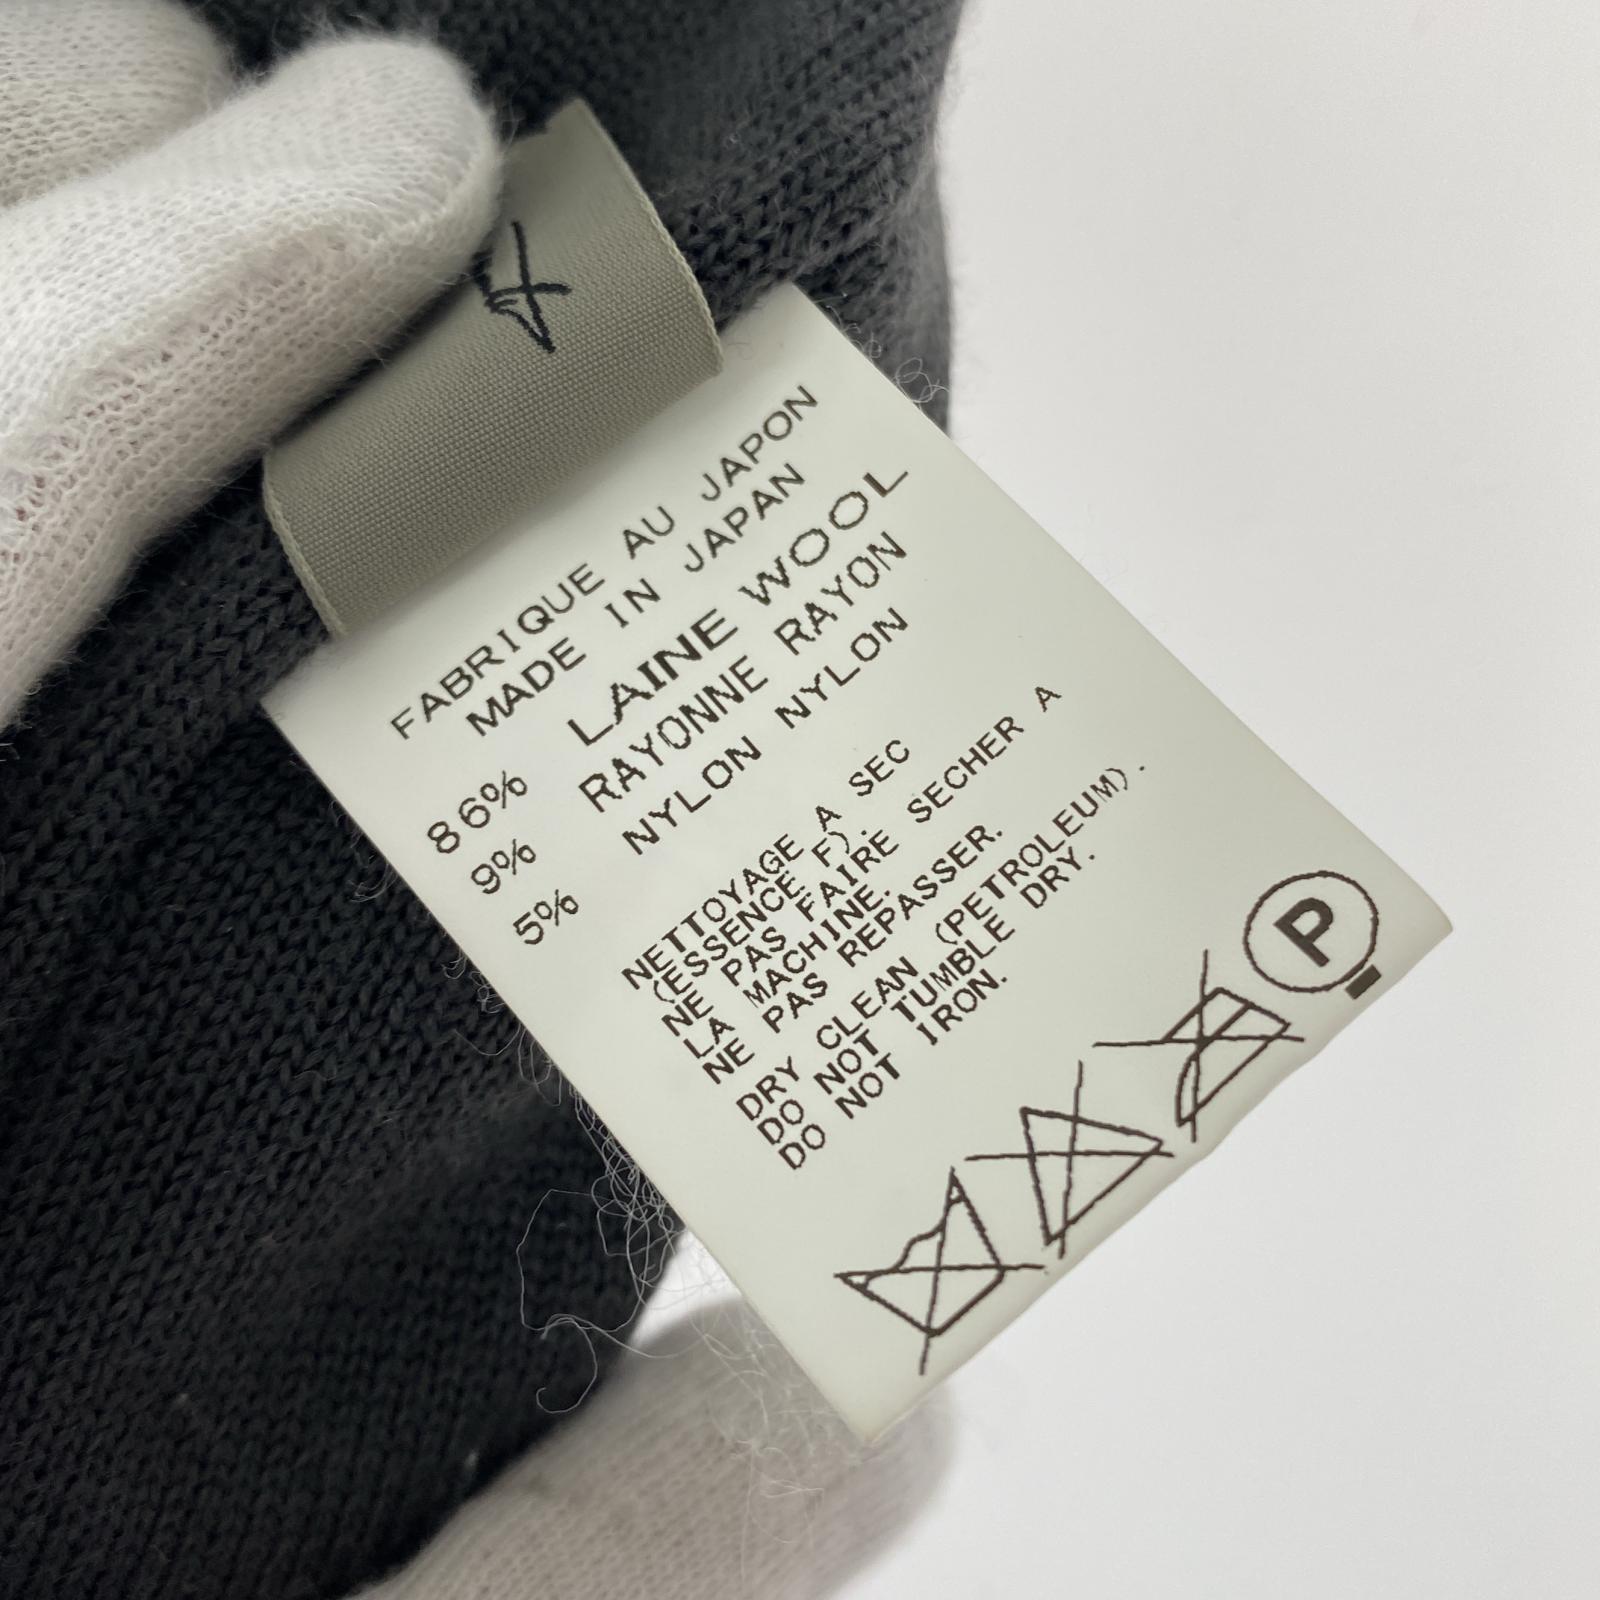 4
FABRIQUE AU JAPON
MADE IN JAPAN
86% LAINE WOOL
9% RAYONNE RAYON
5% NYLON NYLON
NETTOYAGE A SEC
(ESSENCE F).
NE PAS FAIRE SECHER A
LA MACHINE.
NE PAS REPASSER.
DRY CLEAN (PETROLEUM).
DO NOT TUMBLE DRY.
DO NOT IRON.
P